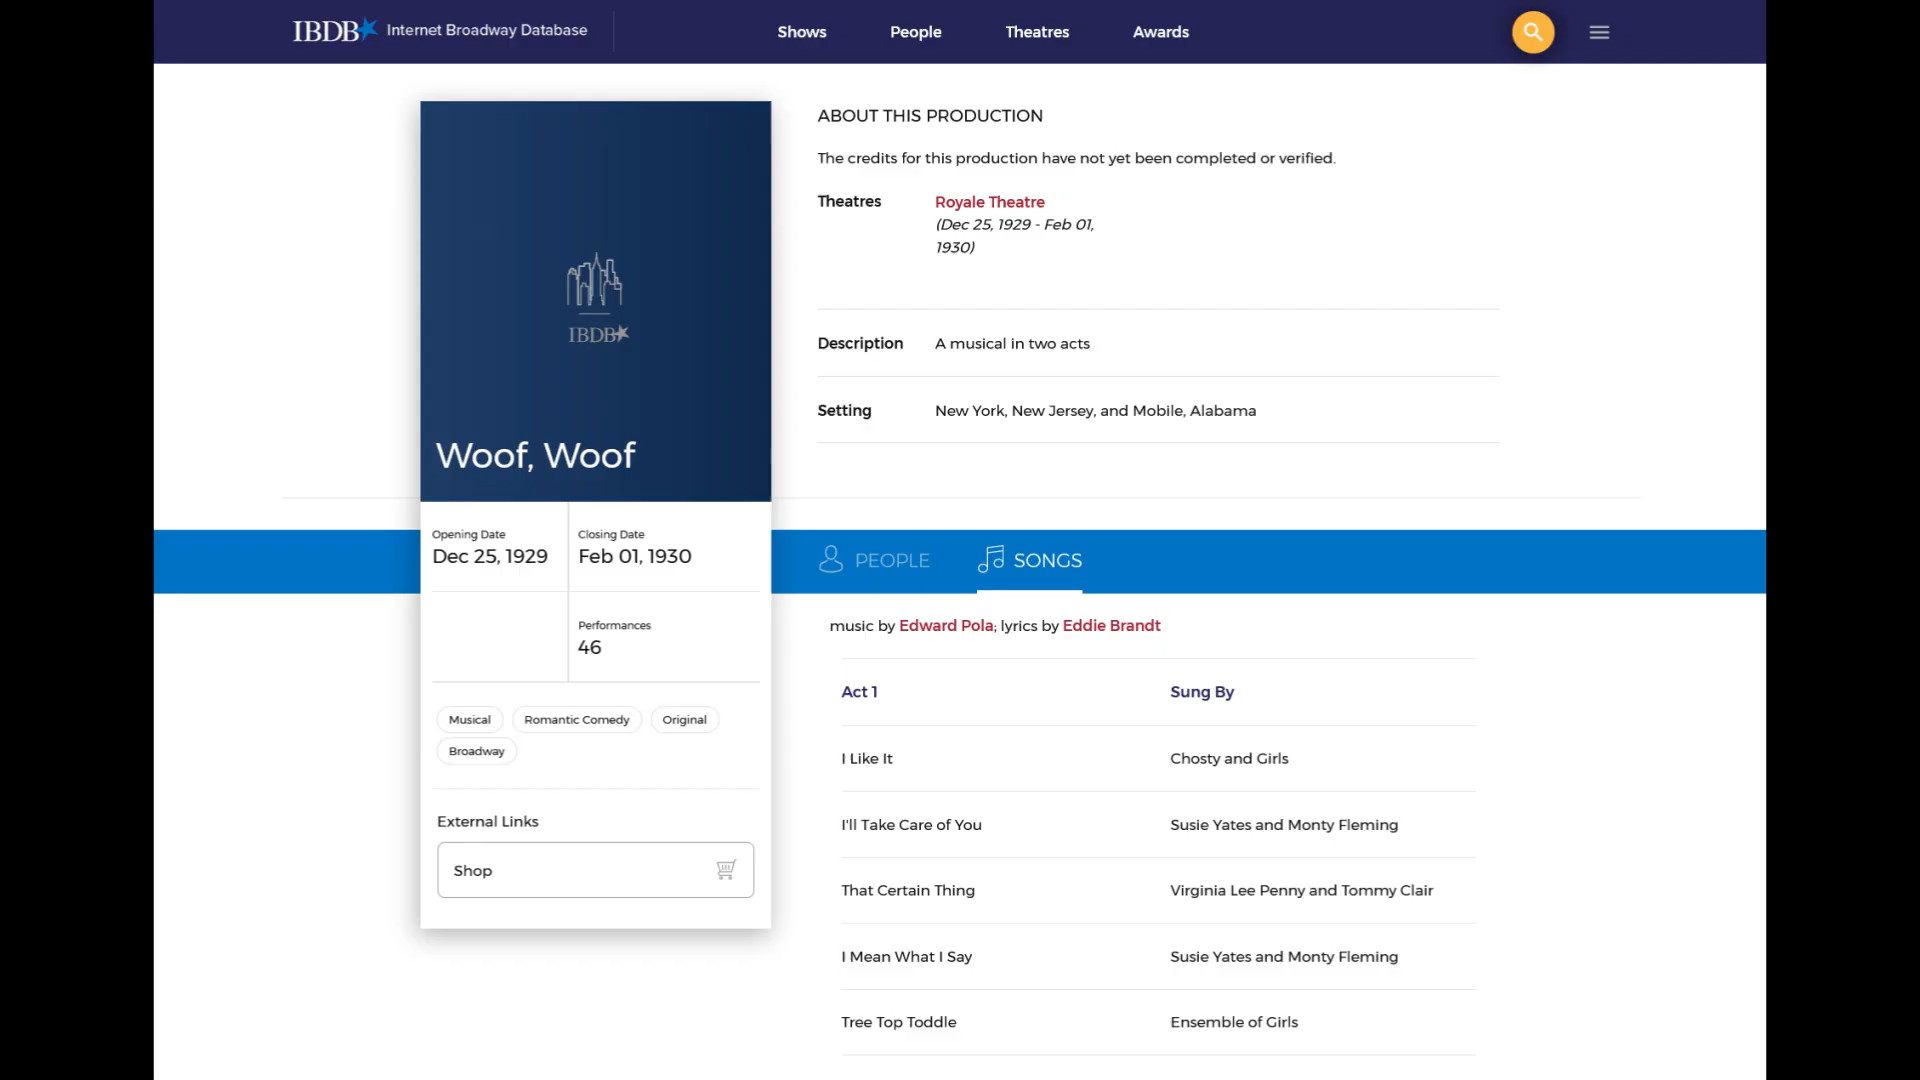 IBDB Internet Broadway Database
Shows People Theatres Awards
IBDB
Woof, Woof
Opening Date
Dec 25, 1929
Closing Date
Feb 01, 1930
Performances
46
Musical Romantic Comedy Original
Broadway
External Links
Shop
ABOUT THIS PRODUCTION
The credits for this production have not yet been completed or verified.
Theatres Royale Theatre
(Dec 25, 1929 - Feb 01,
1930)
Description A musical in two acts
Setting New York, New Jersey, and Mobile, Alabama
PEOPLE SONGS
music by Edward Pola; lyrics by Eddie Brandt
Act 1 Sung By
I Like It Chosty and Girls
I'll Take Care of You Susie Yates and Monty Fleming
That Certain Thing Virginia Lee Penny and Tommy Clair
I Mean What I Say Susie Yates and Monty Fleming
Tree Top Toddle Ensemble of Girls